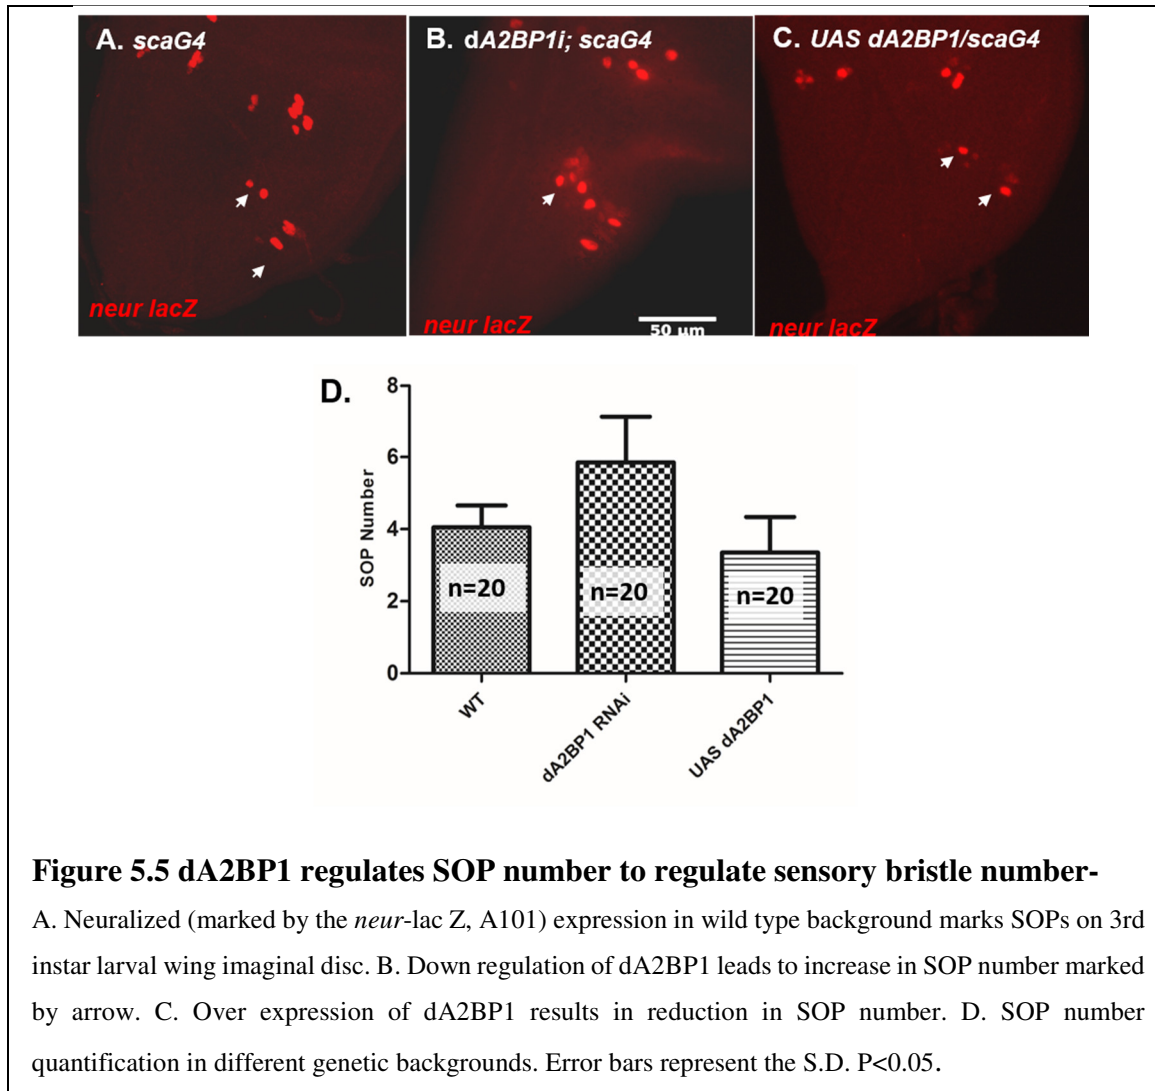 A. scaG4
B. dA2BP1i; scaG4
C. UAS dA2BP1/scaG4
neur lacZ
neur lacZ
50 µm
neur lacZ
D.
8
6
4
2
0
SOP Number
n=20
n=20
n=20
WT
dA2BP1 RNAi
UAS dA2BP1
Figure 5.5 dA2BP1 regulates SOP number to regulate sensory bristle number-
A. Neuralized (marked by the neur-lac Z, A101) expression in wild type background marks SOPs on 3rd
instar larval wing imaginal disc. B. Down regulation of dA2BP1 leads to increase in SOP number marked
by arrow. C. Over expression of dA2BP1 results in reduction in SOP number. D. SOP number
quantification in different genetic backgrounds. Error bars represent the S.D. P<0.05.